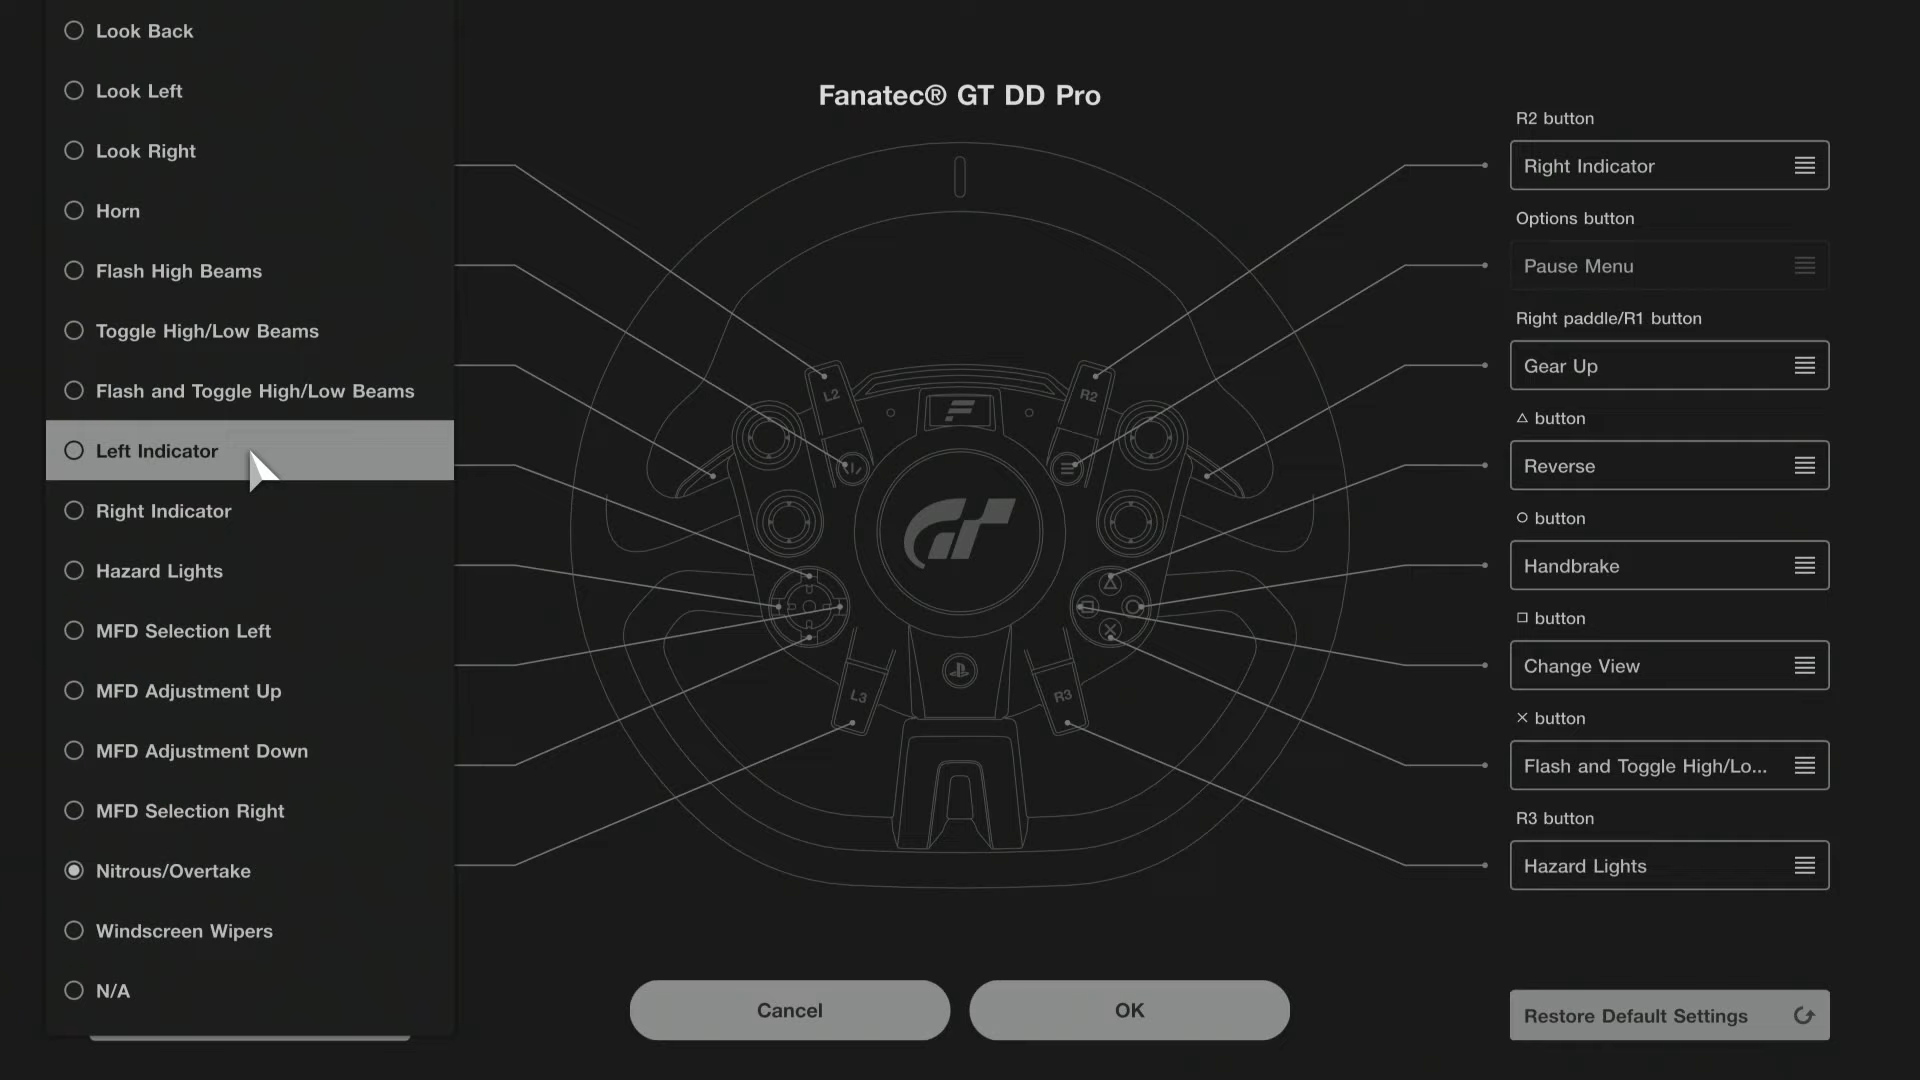 Look Back
Look Left
Look Right
Horn
Flash High Beams
Toggle High/Low Beams
Flash and Toggle High/Low Beams
Left Indicator
Right Indicator
Hazard Lights
MFD Selection Left
MFD Adjustment Up
MFD Adjustment Down
MFD Selection Right
Nitrous/Overtake
Windscreen Wipers
N/A
Fanatec® GT DD Pro
L2
R2
L3
R3
Cancel
OK
R2 button
Right Indicator
Options button
Pause Menu
Right paddle/R1 button
Gear Up
△ button
Reverse
○ button
Handbrake
□ button
Change View
✕ button
Flash and Toggle High/Lo...
R3 button
Hazard Lights
Restore Default Settings